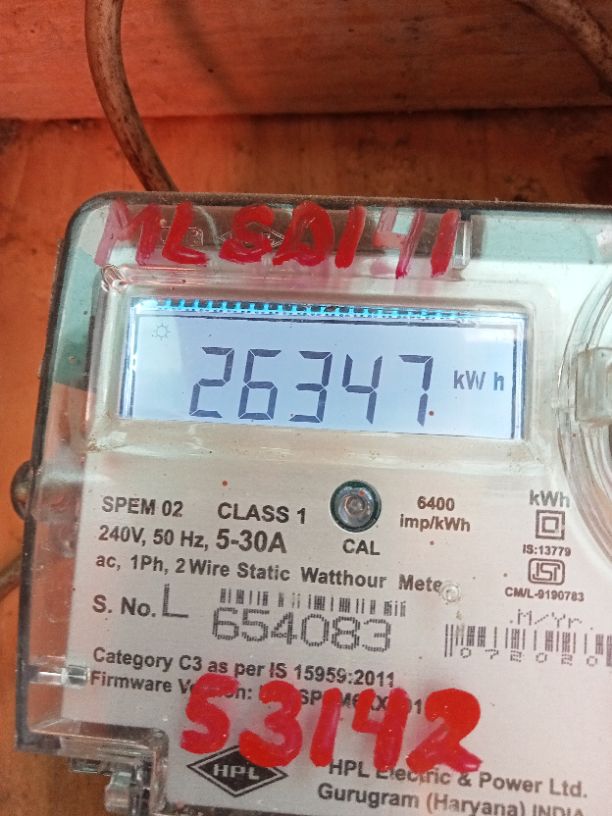 MLSD141
26347 kWh
SPEM 02 CLASS 1
6400
imp/kWh
kWh
240V, 50 Hz, 5-30A
CAL
IS:13779
ac, 1Ph, 2 Wire Static Watthour
ISI
CM/L-9190783
S. No. L
654083
M/Yr.
Category C3 as per IS 15959:2011
Firmware
53142
HPL
HPL Electric & Power Ltd.
Gurugram (Haryana) INDIA